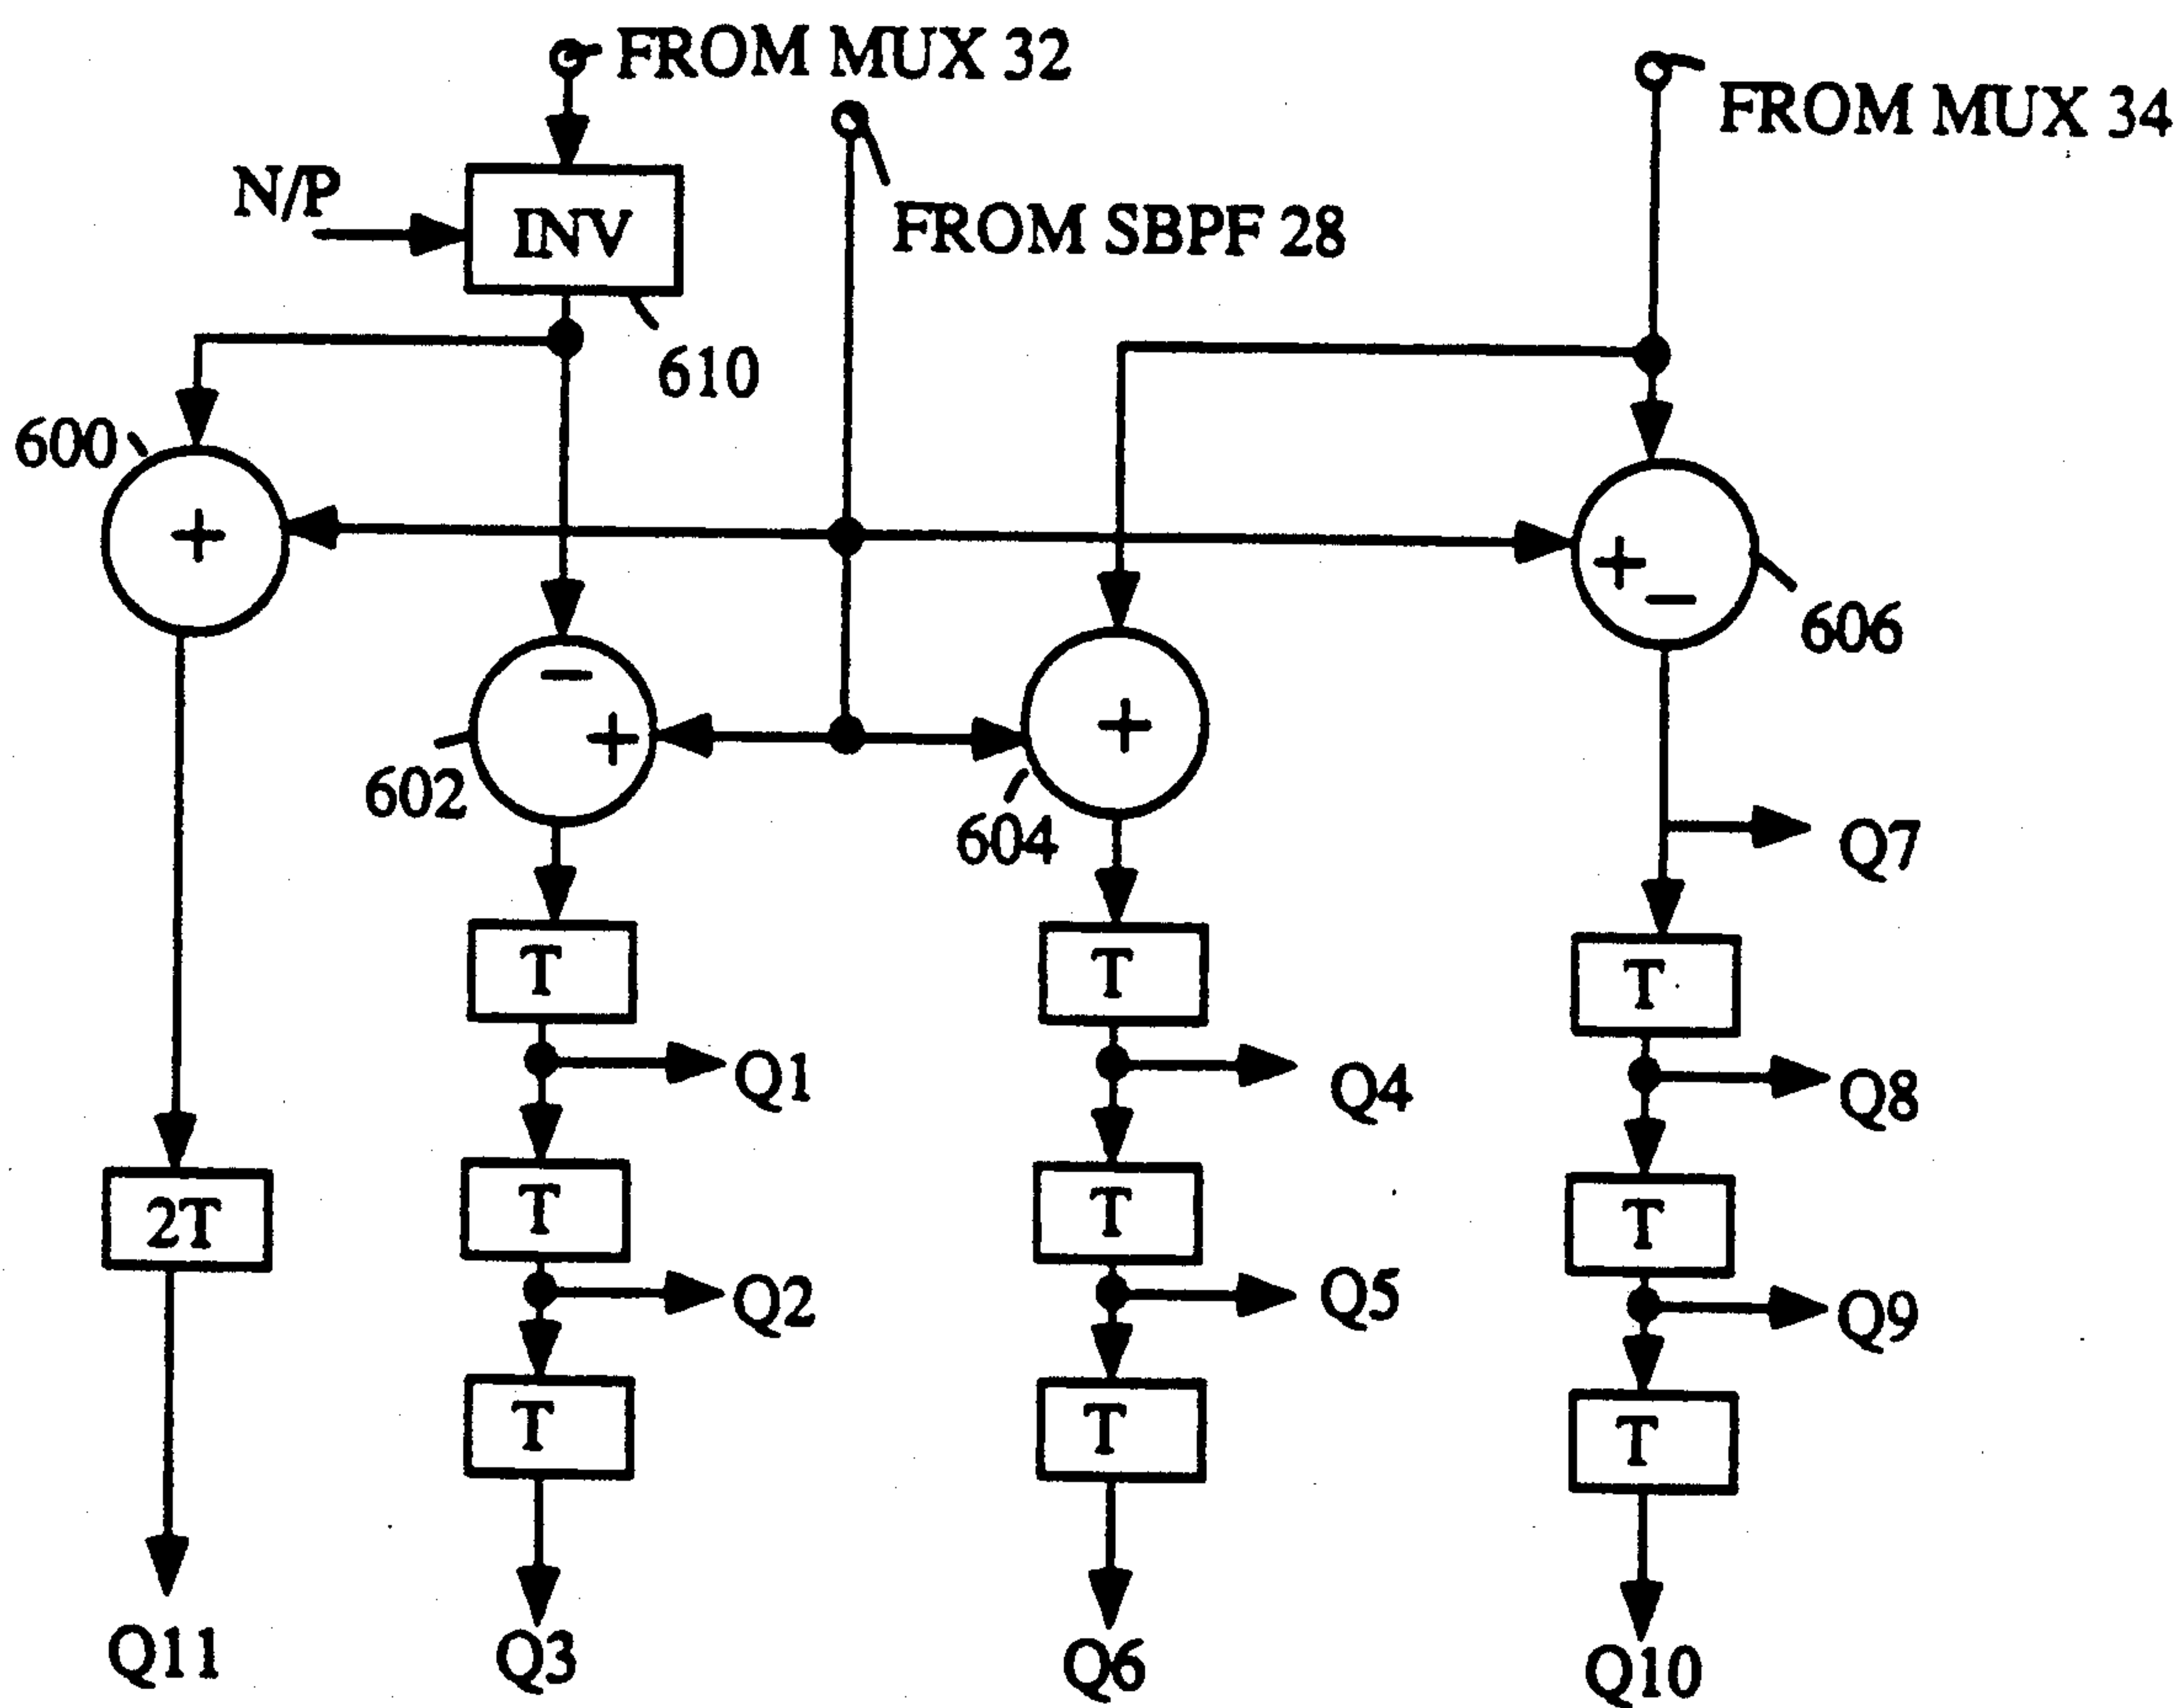 FROM MUX 32
FROM MUX 34
N/P
INV
FROM SBPF 28
610
600
+
+
−
606
−
+
+
602
604
Q7
T
T
T
Q1
Q4
Q8
2T
T
T
T
Q2
Q5
Q9
T
T
T
Q11
Q3
Q6
Q10